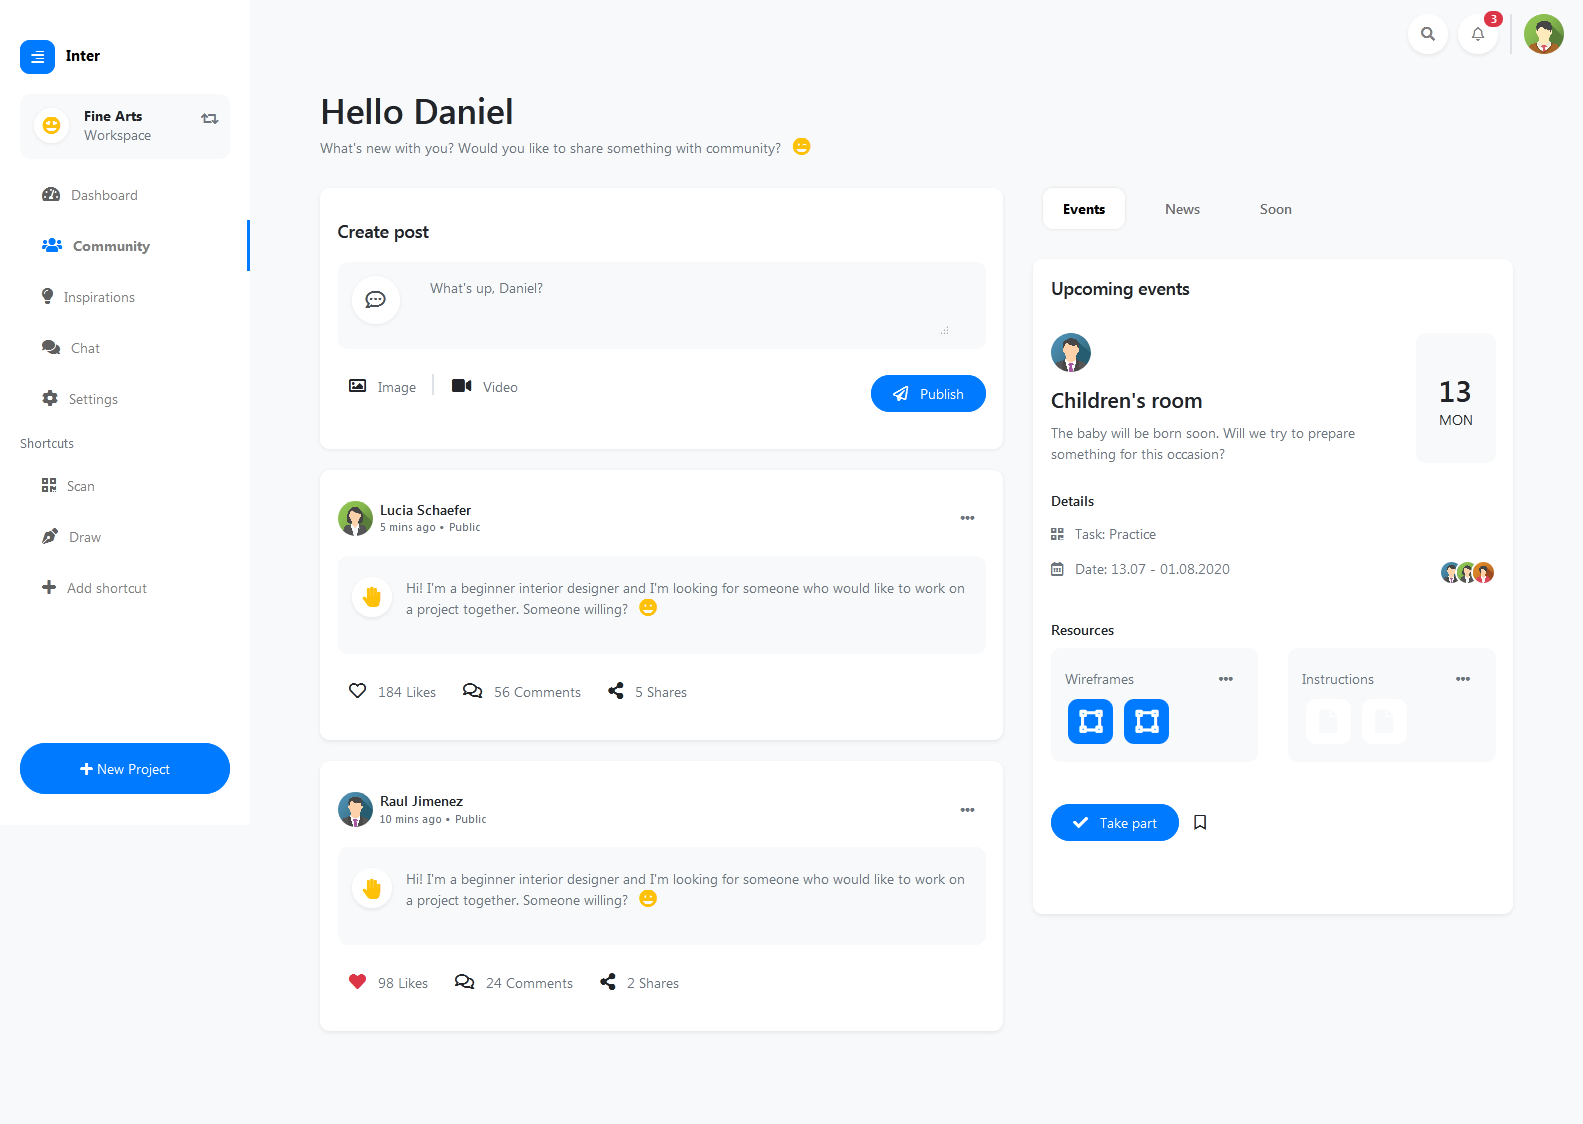 Inter
Fine Arts
Workspace
Dashboard
Community
Inspirations
Chat
Settings
Shortcuts
Scan
Draw
Add shortcut
New Project
3
Hello Daniel
What's new with you? Would you like to share something with community?
Create post
What's up, Daniel?
Image
Video
Publish
Lucia Schaefer
5 mins ago • Public
Hi! I'm a beginner interior designer and I'm looking for someone who would like to work on
a project together. Someone willing?
184 Likes
56 Comments
5 Shares
Raul Jimenez
10 mins ago • Public
Hi! I'm a beginner interior designer and I'm looking for someone who would like to work on
a project together. Someone willing?
98 Likes
24 Comments
2 Shares
Events
News
Soon
Upcoming events
Children's room
The baby will be born soon. Will we try to prepare
something for this occasion?
13
MON
Details
Task: Practice
Date: 13.07 - 01.08.2020
Resources
Wireframes
Instructions
Take part